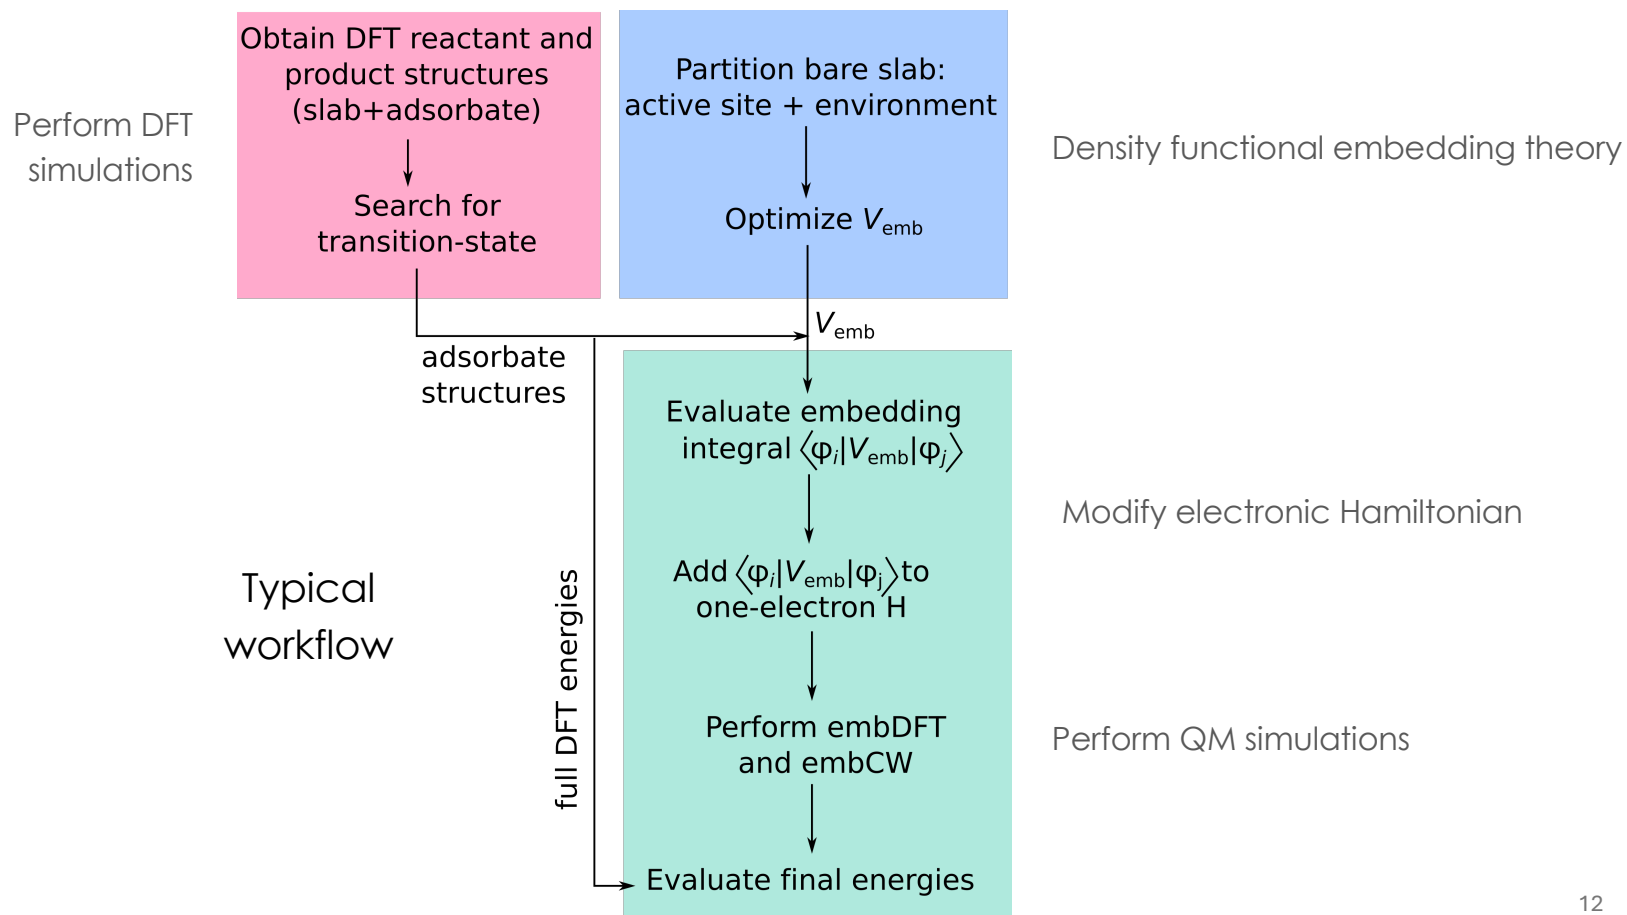 Obtain DFT reactant and
product structures
(slab+adsorbate)
Search for
transition-state
Perform DFT
simulations
Partition bare slab:
active site + environment
Optimize Vemb
Density functional embedding theory
Vemb
adsorbate
structures
Evaluate embedding
integral 〈φi|Vemb|φj〉
Add 〈φi|Vemb|φj〉to
one-electron H
Modify electronic Hamiltonian
Typical
workflow
full DFT energies
Perform embDFT
and embCW
Perform QM simulations
Evaluate final energies
12